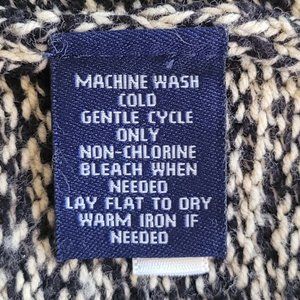 MACHINE WASH
COLD
GENTLE CYCLE
ONLY
NON-CHLORINE
BLEACH WHEN
NEEDED
LAY FLAT TO DRY
WARM IRON IF
NEEDED